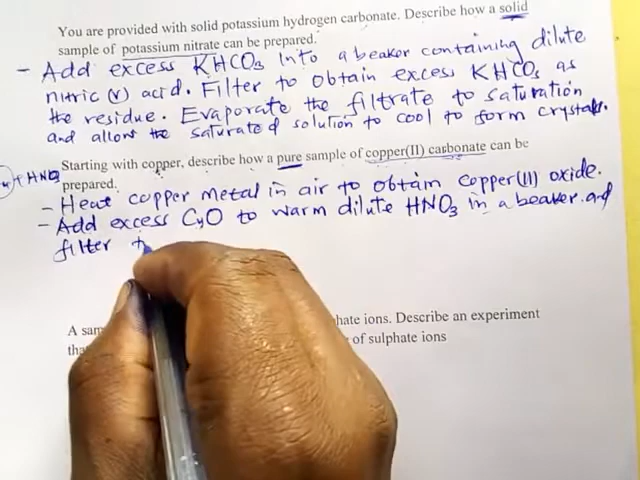 You are provided with solid potassium hydrogen carbonate. Describe how a solid
sample of potassium nitrate can be prepared.
- Add excess KHCO3 into a beaker containing dilute
nitric (V) acid. Filter to obtain excess KHCO3 as
the residue. Evaporate the filtrate to saturation
and allow the saturated solution to cool to form crystals.
Starting with copper, describe how a pure sample of copper(II) carbonate can be
+ HNO3
prepared.
- Heat copper metal in air to obtain copper(II) oxide.
- Add excess CuO to warm dilute HNO3 in a beaker and
filter t
A sam hate ions. Describe an experiment
tha of sulphate ions